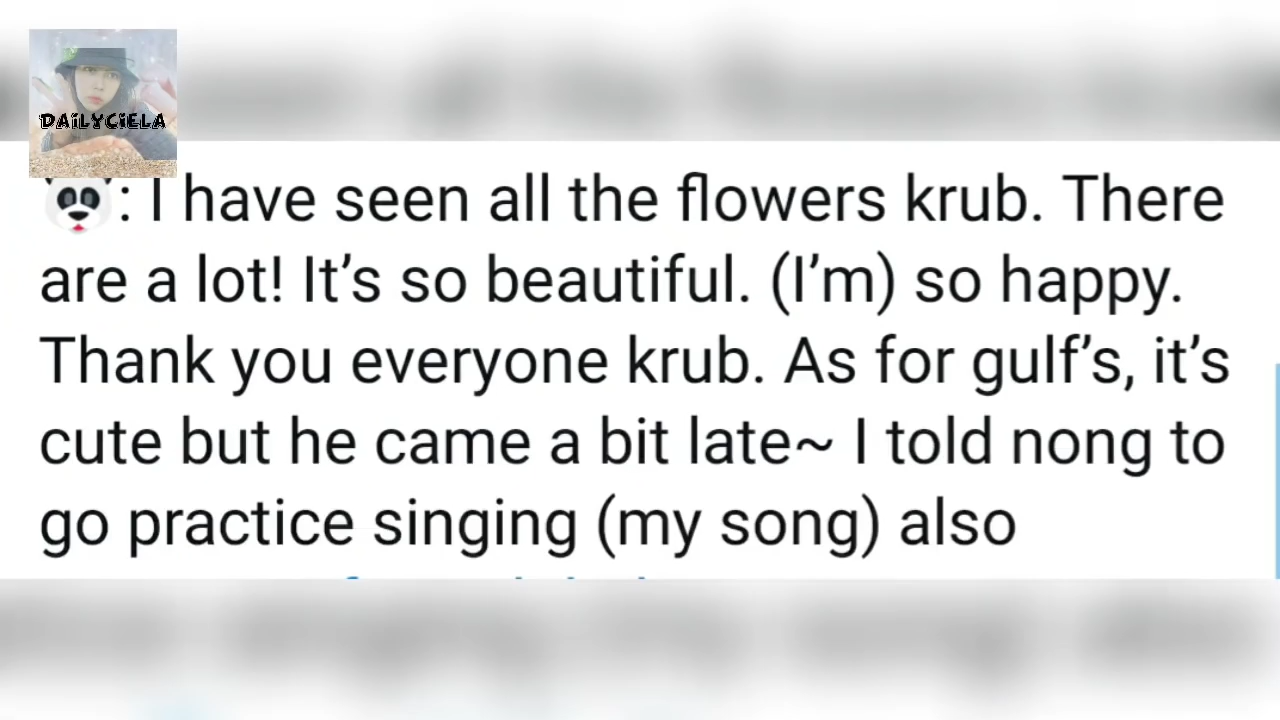 DAILYCIELA
🐼: I have seen all the flowers krub. There
are a lot! It’s so beautiful. (I’m) so happy.
Thank you everyone krub. As for gulf’s, it’s
cute but he came a bit late~ I told nong to
go practice singing (my song) also